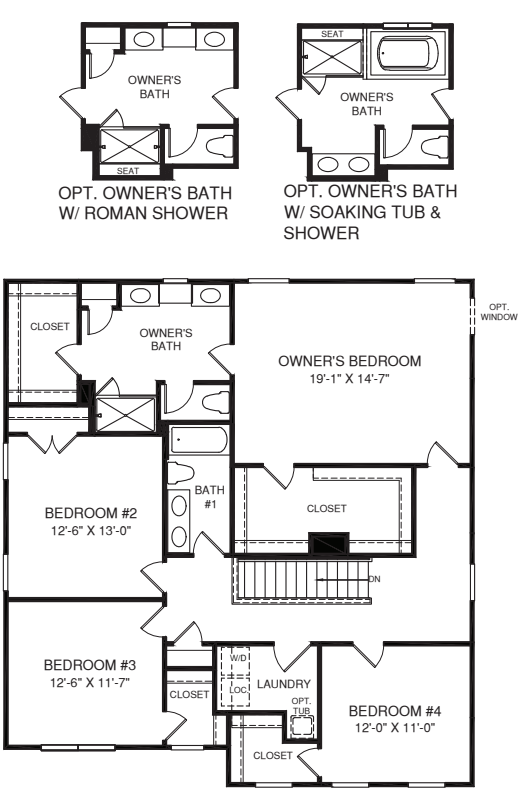 SEAT
OWNER'S
BATH
SEAT
OPT. OWNER'S BATH
W/ ROMAN SHOWER
OWNER'S
BATH
OPT. OWNER'S BATH
W/ SOAKING TUB &
SHOWER
CLOSET
OWNER'S
BATH
OWNER'S BEDROOM
19'-1" X 14'-7"
OPT.
WINDOW
BEDROOM #2
12'-6" X 13'-0"
BATH
#1
CLOSET
DN
BEDROOM #3
12'-6" X 11'-7"
CLOSET
W/D
LOC
LAUNDRY
OPT.
TUB
BEDROOM #4
12'-0" X 11'-0"
CLOSET